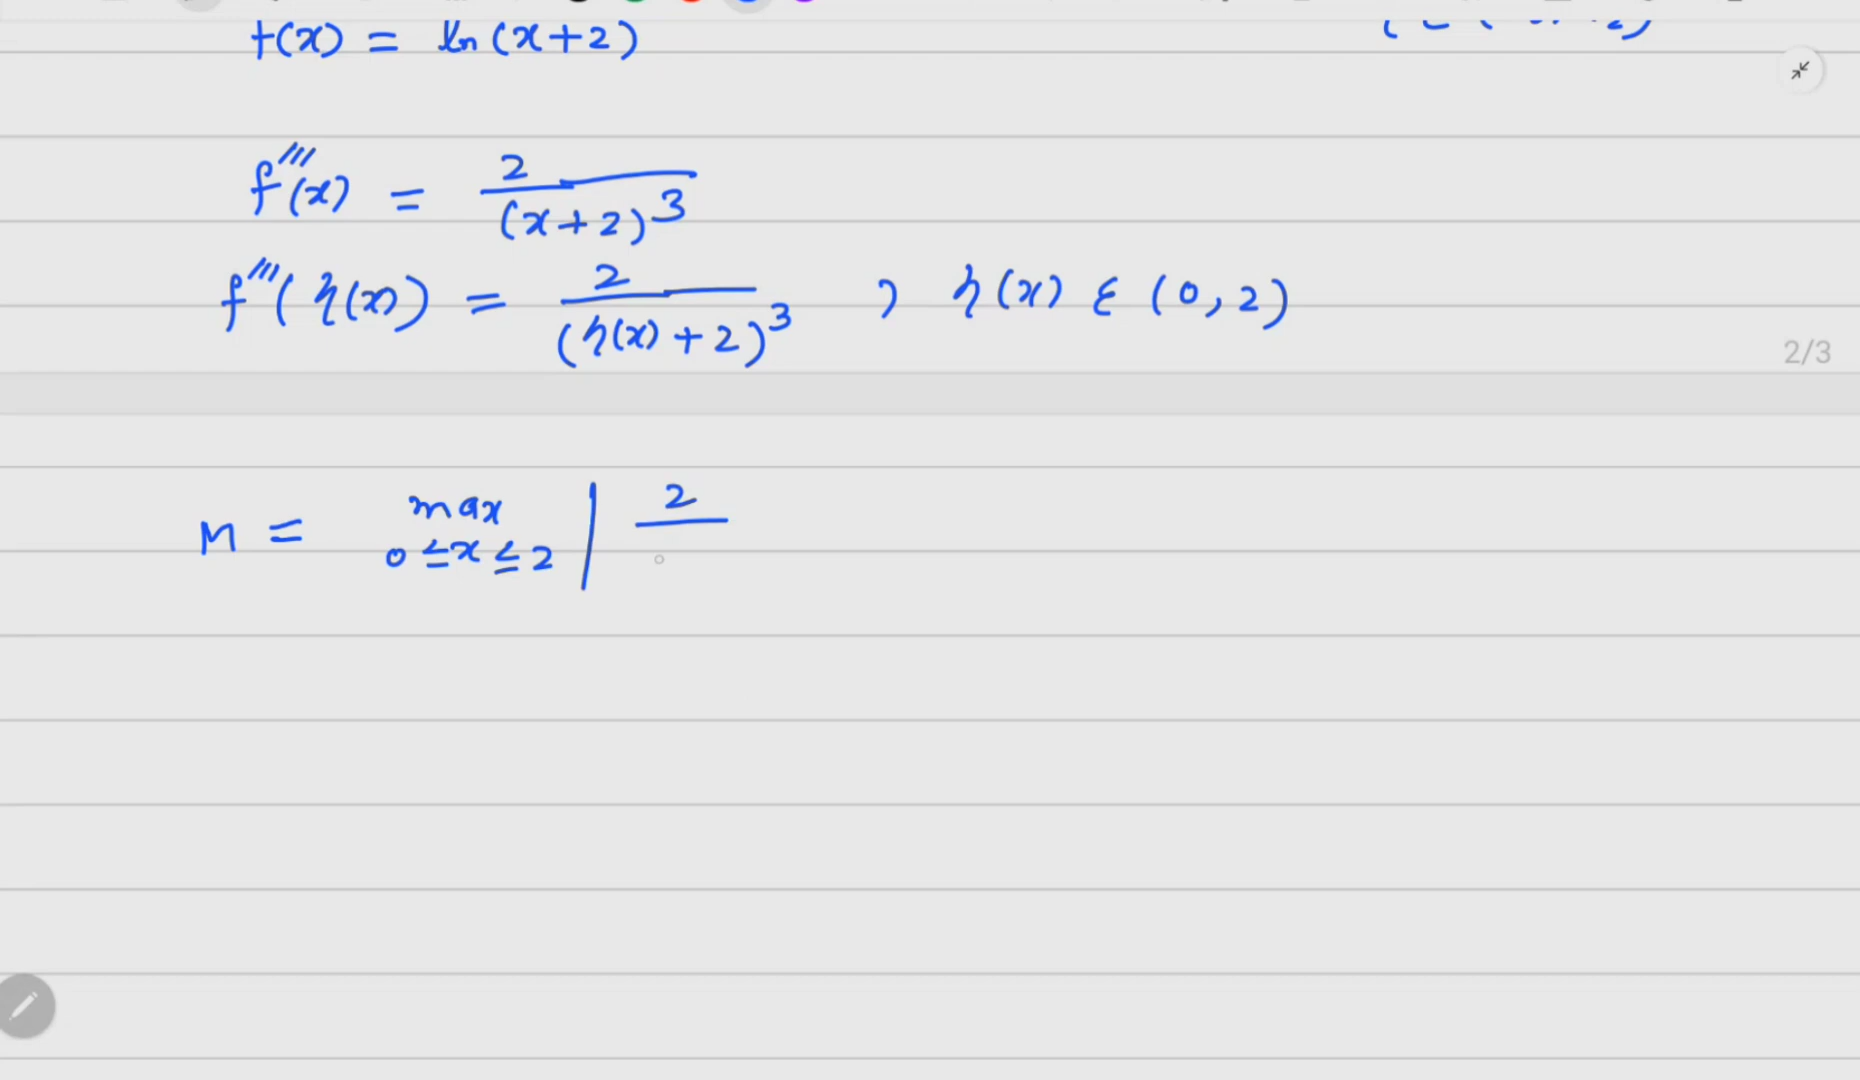 f(x) = ln(x+2)
f'''(x) = 2/(x+2)^3
f'''(η(x)) = 2/(η(x)+2)^3 , η(x) ∈ (0,2)
2/3
M = max 0≤x≤2 | 2